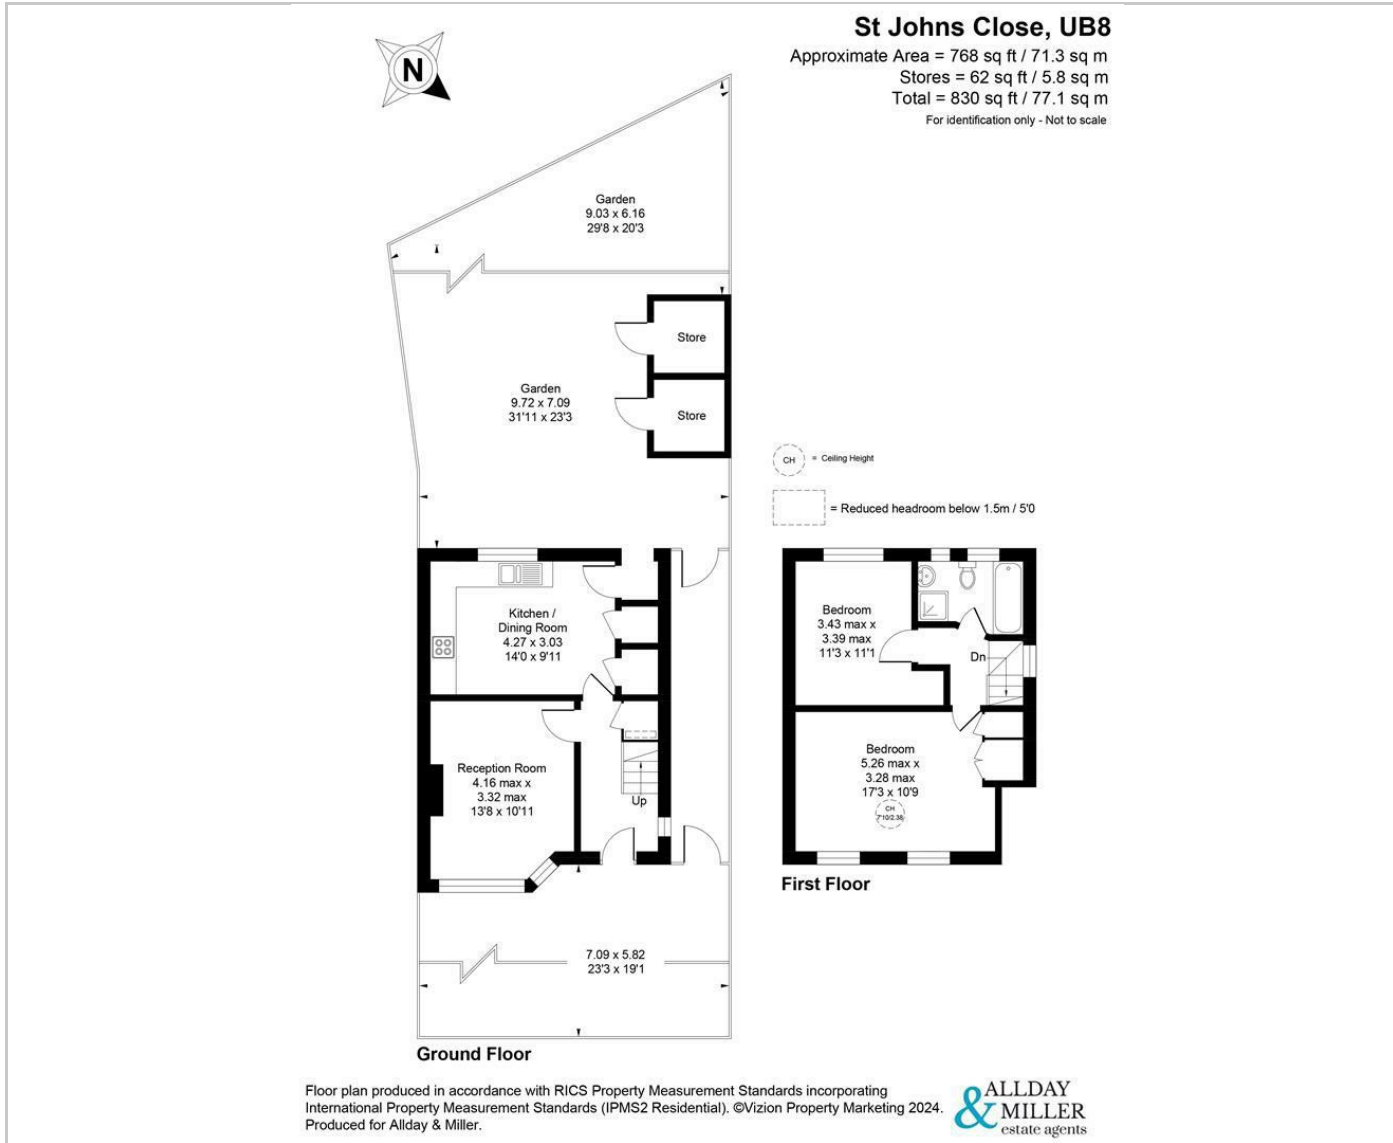 St Johns Close, UB8
Approximate Area = 768 sq ft / 71.3 sq m
Stores = 62 sq ft / 5.8 sq m
Total = 830 sq ft / 77.1 sq m
For identification only - Not to scale
N
Garden
9.03 x 6.16
29'8 x 20'3
Store
Garden
9.72 x 7.09
31'11 x 23'3
Store
CH
= Ceiling Height
= Reduced headroom below 1.5m / 5'0
Kitchen /
Dining Room
4.27 x 3.03
14'0 x 9'11
Reception Room
4.16 max x
3.32 max
13'8 x 10'11
Up
7.09 x 5.82
23'3 x 19'1
Ground Floor
Bedroom
3.43 max x
3.39 max
11'3 x 11'1
Dn
Bedroom
5.26 max x
3.28 max
17'3 x 10'9
CH
7'10/2.38
First Floor
Floor plan produced in accordance with RICS Property Measurement Standards incorporating
International Property Measurement Standards (IPMS2 Residential). ©Vizion Property Marketing 2024.
Produced for Allday & Miller.
ALLDAY
& MILLER
estate agents